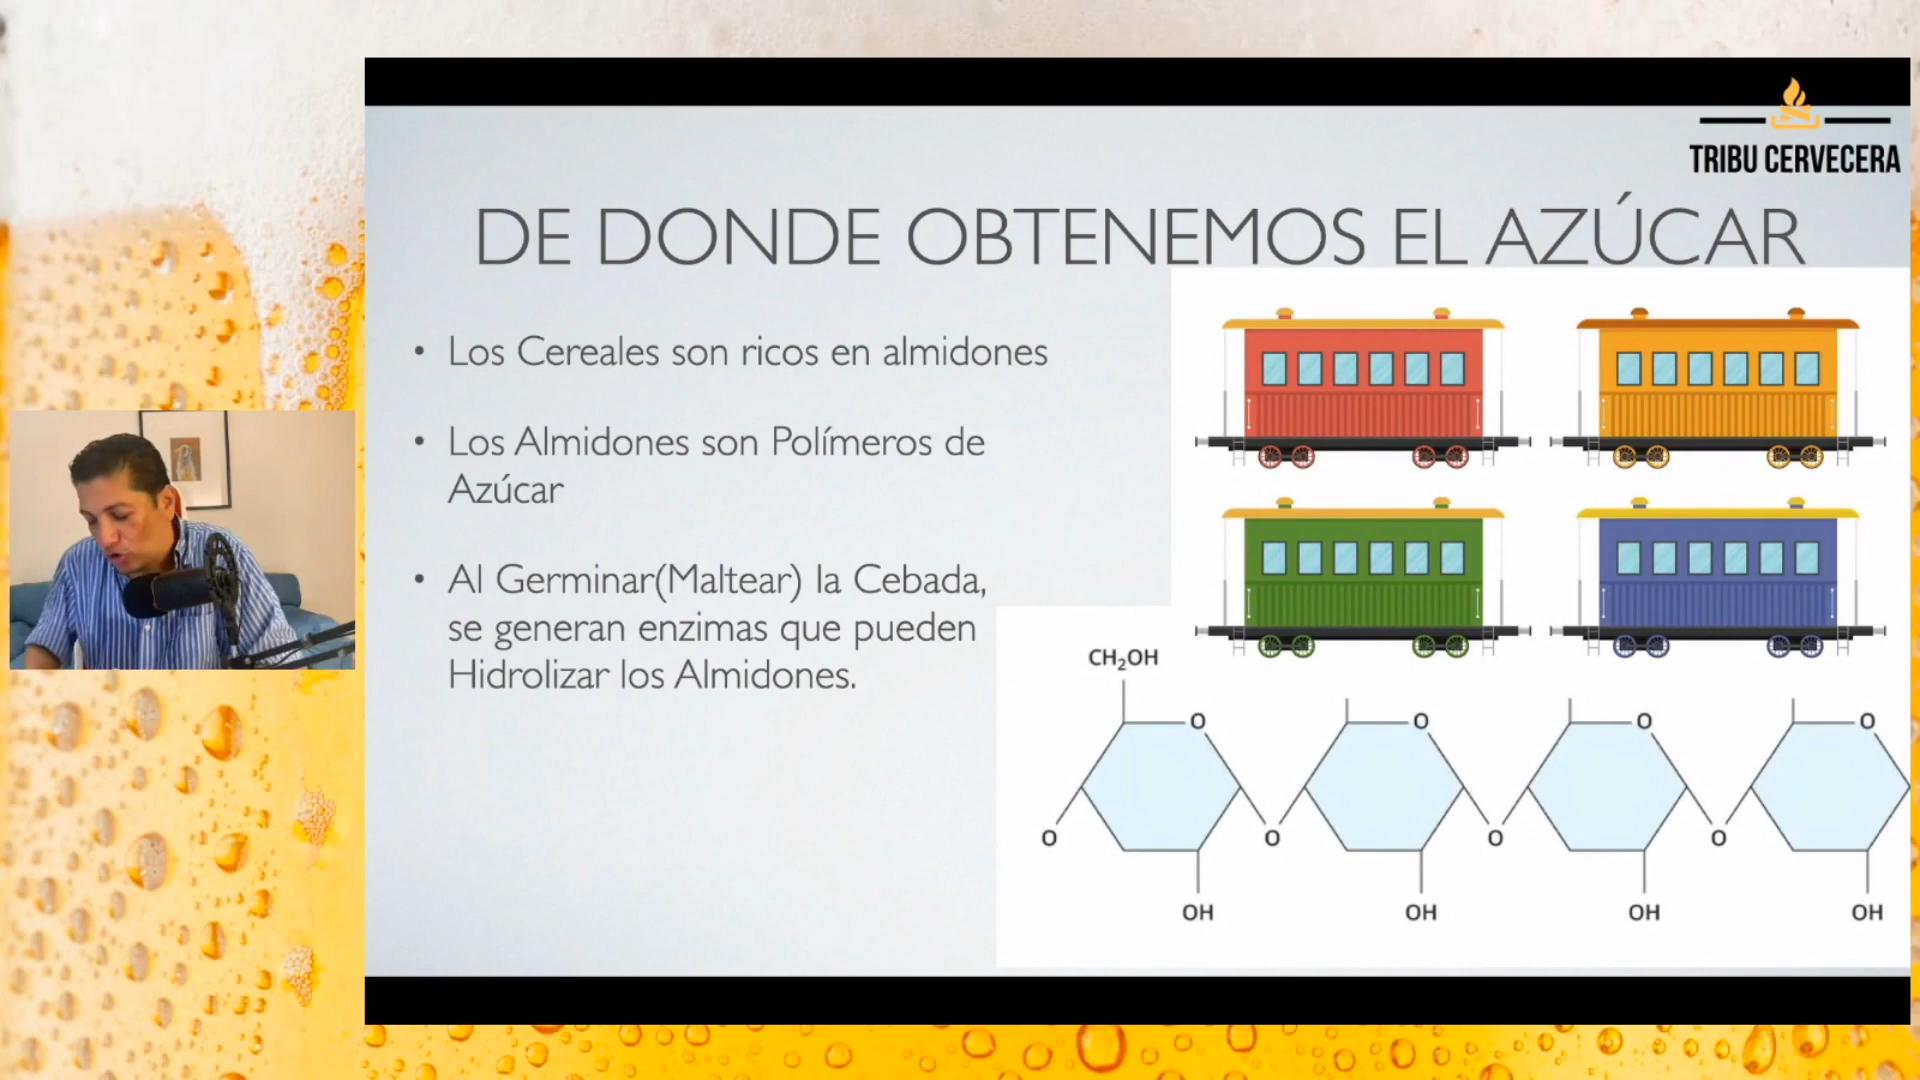 TRIBU CERVECERA
DE DONDE OBTENEMOS EL AZÚCAR
• Los Cereales son ricos en almidones
• Los Almidones son Polímeros de
Azúcar
• Al Germinar(Maltear) la Cebada,
se generan enzimas que pueden
Hidrolizar los Almidones.
CH₂OH
O O O O
O O O O
OH OH OH OH